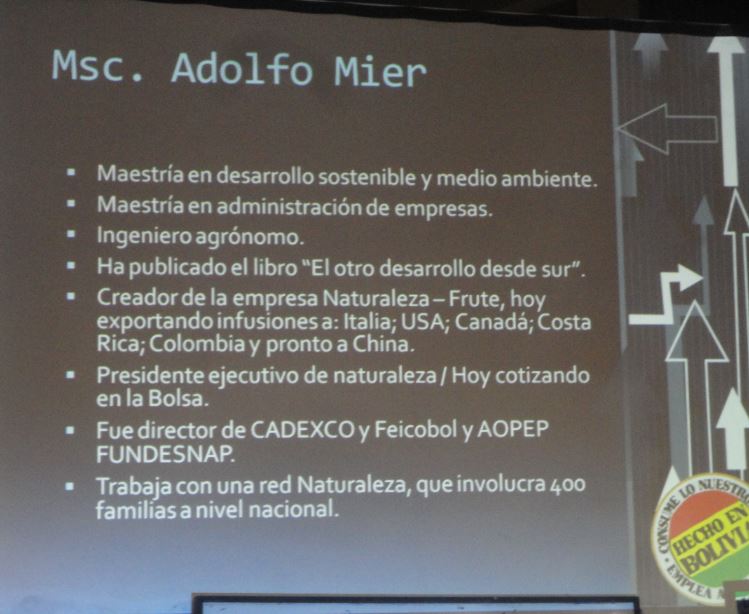 Msc. Adolfo Mier
▪ Maestría en desarrollo sostenible y medio ambiente.
▪ Maestría en administración de empresas.
▪ Ingeniero agrónomo.
▪ Ha publicado el libro “El otro desarrollo desde sur”.
▪ Creador de la empresa Naturaleza – Frute, hoy
exportando infusiones a: Italia; USA; Canadá; Costa
Rica; Colombia y pronto a China.
▪ Presidente ejecutivo de naturaleza / Hoy cotizando
en la Bolsa.
▪ Fue director de CADEXCO y Feicobol y AOPEP
FUNDESNAP.
▪ Trabaja con una red Naturaleza, que involucra 400
familias a nivel nacional.
CONSUME LO NUESTRO
HECHO EN
BOLIVIA
EMPLEA